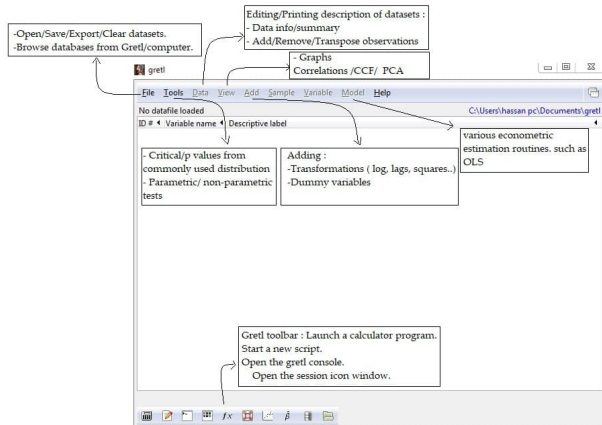 -Open/Save/Export/Clear datasets.
-Browse databases from Gretl/computer.
Editing/Printing description of datasets :
- Data info/summary
- Add/Remove/Transpose observations
- Graphs
Correlations /CCF/ PCA
gretl
File Tools Data View Add Sample Variable Model Help
No datafile loaded
C:\Users\hassan pc\Documents\gretl
ID # Variable name Descriptive label
various econometric
estimation routines. such as
OLS
- Critical/p values from
commonly used distribution
- Parametric/ non-parametric
tests
Adding :
-Transformations ( log, lags, squares..)
-Dummy variables
Gretl toolbar : Launch a calculator program.
Start a new script.
Open the gretl console.
Open the session icon window.
fx β̂